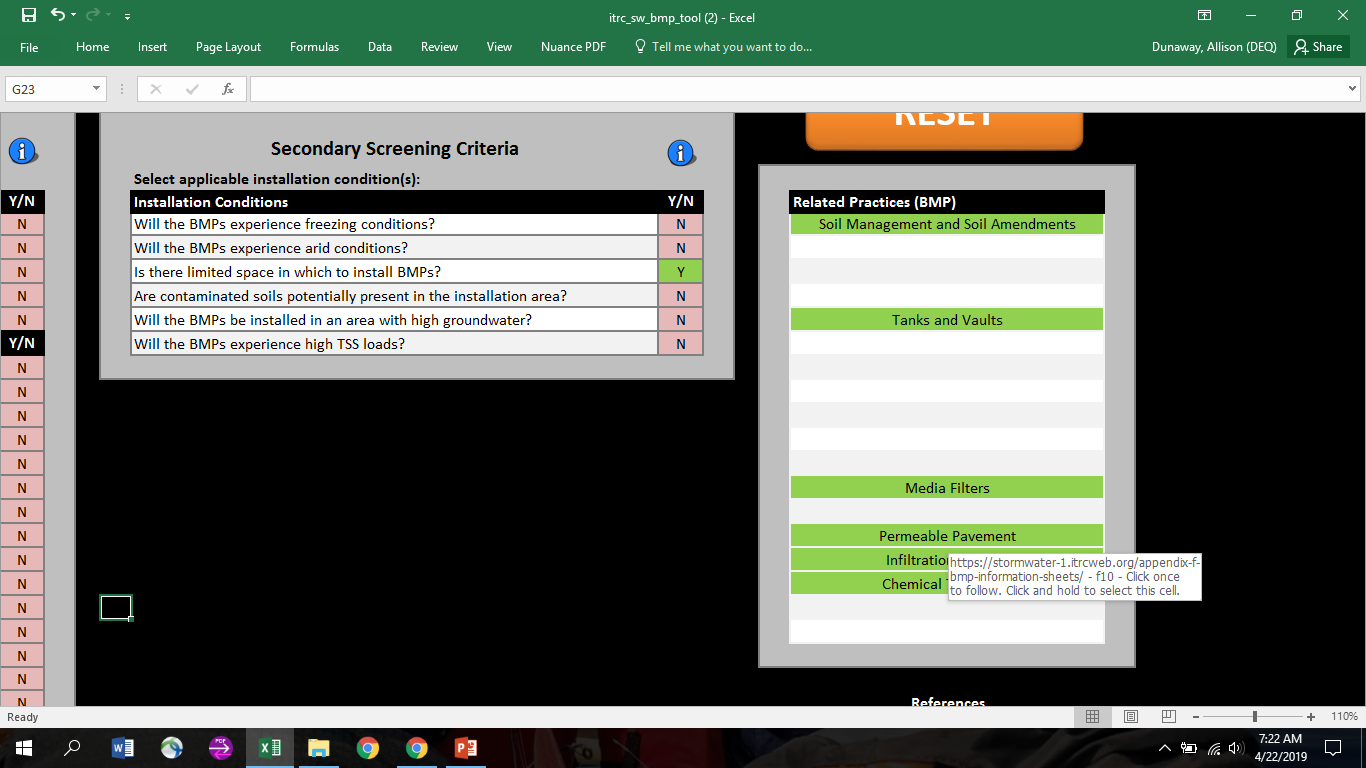 itrc_sw_bmp_tool (2) - Excel
File Home Insert Page Layout Formulas Data Review View Nuance PDF Tell me what you want to do... Dunaway, Allison (DEQ) Share
G23 fx
RESET
Secondary Screening Criteria
Select applicable installation condition(s):
Y/N Installation Conditions Y/N Related Practices (BMP)
N Will the BMPs experience freezing conditions? N Soil Management and Soil Amendments
N Will the BMPs experience arid conditions? N
N Is there limited space in which to install BMPs? Y
N Are contaminated soils potentially present in the installation area? N
N Will the BMPs be installed in an area with high groundwater? N Tanks and Vaults
Y/N Will the BMPs experience high TSS loads? N
N
N
N
N
N
N Media Filters
N
N Permeable Pavement
N Infiltratio
https://stormwater-1.itrcweb.org/appendix-f-
bmp-information-sheets/ - f10 - Click once
to follow. Click and hold to select this cell.
N Chemical
N
N
N
N
N References
Ready 110%
7:22 AM
4/22/2019